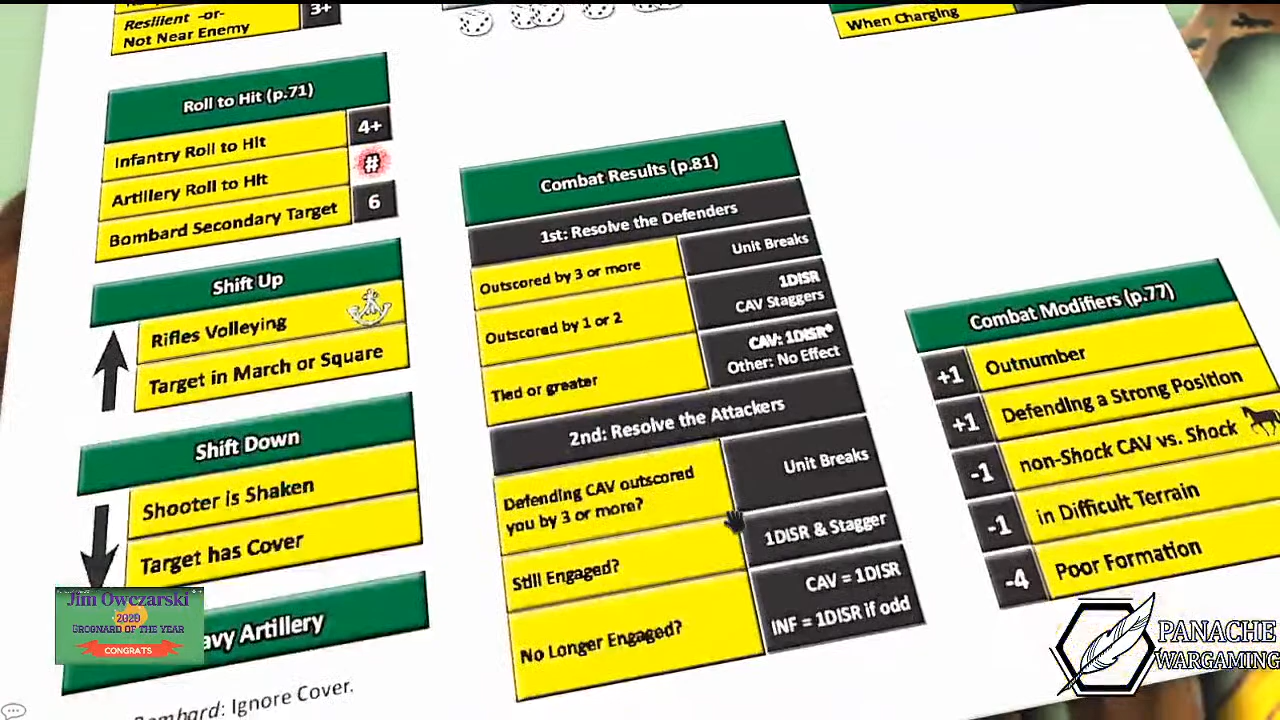 Resilient -or-
Not Near Enemy
3+
When Charging
Roll to Hit (p.71)
Infantry Roll to Hit
4+
Artillery Roll to Hit
#
Bombard Secondary Target
6
Shift Up
Rifles Volleying
Target in March or Square
Shift Down
Shooter is Shaken
Target has Cover
avy Artillery
Bombard: Ignore Cover.
Combat Results (p.81)
1st: Resolve the Defenders
Outscored by 3 or more
Unit Breaks
Outscored by 1 or 2
1DISR
CAV Staggers
Tied or greater
CAV: 1DISR*
Other: No Effect
2nd: Resolve the Attackers
Defending CAV outscored
you by 3 or more?
Unit Breaks
Still Engaged?
1DISR & Stagger
No Longer Engaged?
CAV = 1DISR
INF = 1DISR if odd
Combat Modifiers (p.77)
+1 Outnumber
+1 Defending a Strong Position
-1 non-Shock CAV vs. Shock
-1 in Difficult Terrain
-4 Poor Formation
Jim Owczarski
2020
GROGNARD OF THE YEAR
CONGRATS
PANACHE
WARGAMING